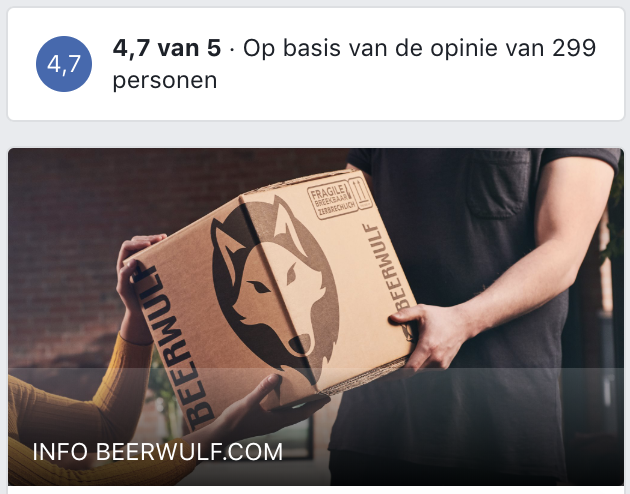 4,7
4,7 van 5 · Op basis van de opinie van 299
personen
FRAGILE
BREEKBAAR
ZERBRECHLICH
BEERWULF
BEERWULF
INFO BEERWULF.COM